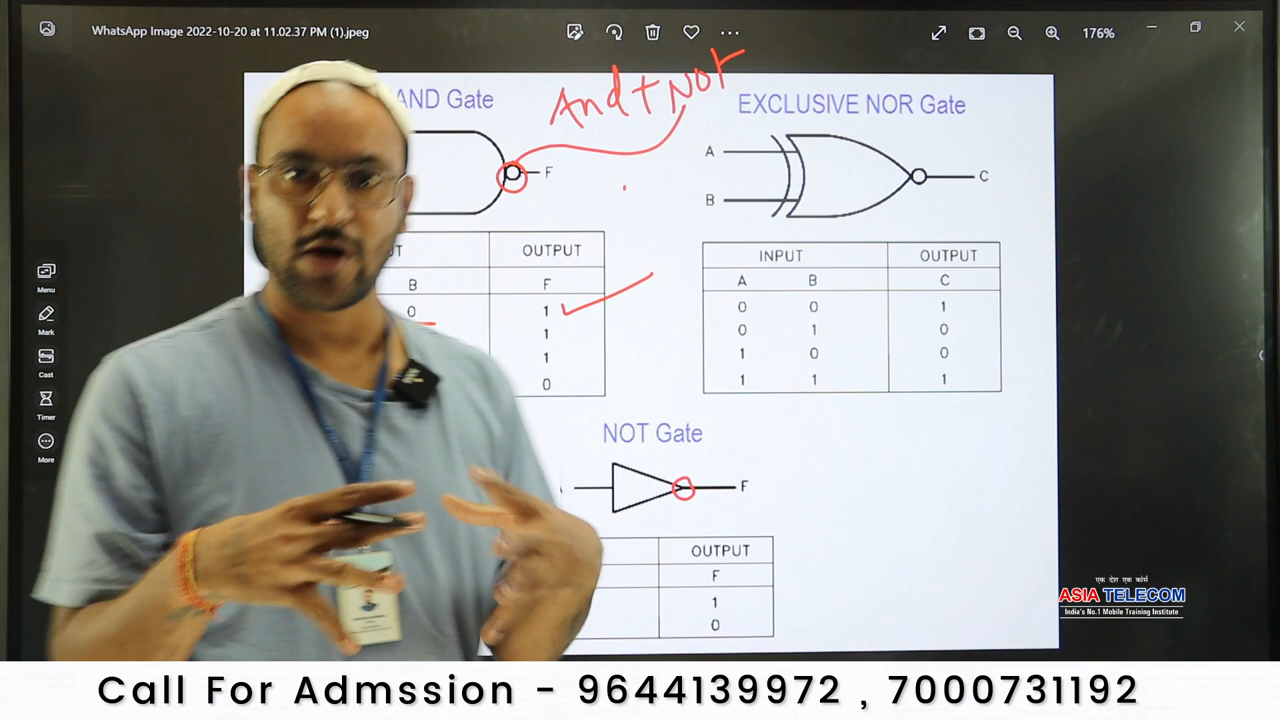 WhatsApp Image 2022-10-20 at 11.02.37 PM (1).jpeg
176%
And + Not
AND Gate
EXCLUSIVE NOR Gate
F
A
B
C
OUTPUT
B F
0 1
1
1
0
INPUT OUTPUT
A B C
0 0 1
0 1 0
1 0 0
1 1 1
NOT Gate
F
OUTPUT
F
1
0
Menu
Mark
Cast
Timer
More
एक देश एक कोर्स
ASIA TELECOM
India's No.1 Mobile Training Institute
Call For Admssion - 9644139972 , 7000731192